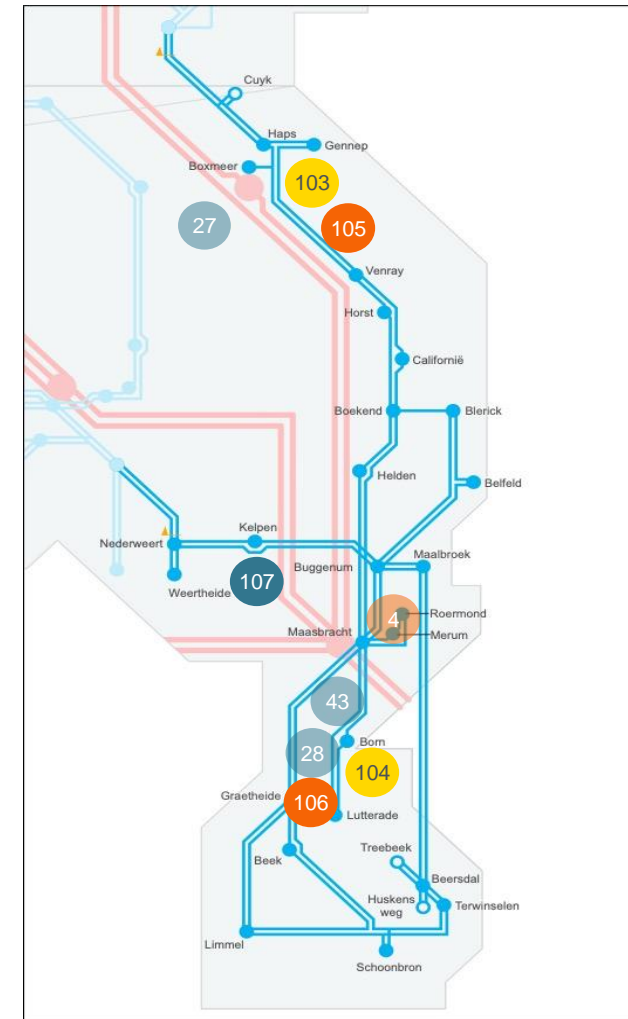 Cuyk
Haps
Gennep
Boxmeer
103
27
105
Venray
Horst
Californië
Boekend
Blerick
Helden
Belfeld
Kelpen
Nederweert
Buggenum
Maalbroek
Weertheide
107
Roermond
4
Maasbracht
Merum
43
Born
28
104
Graetheide
106
Lutterade
Treebeek
Beek
Beersdal
Huskens
weg
Terwinselen
Limmel
Schoonbron